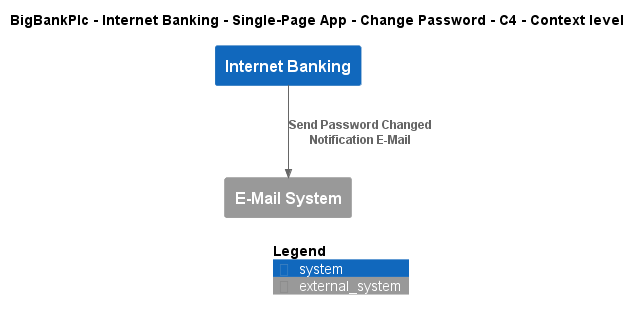 BigBankPlc - Internet Banking - Single-Page App - Change Password - C4 - Context level
Internet Banking
Send Password Changed
Notification E-Mail
E-Mail System
Legend
system
external_system